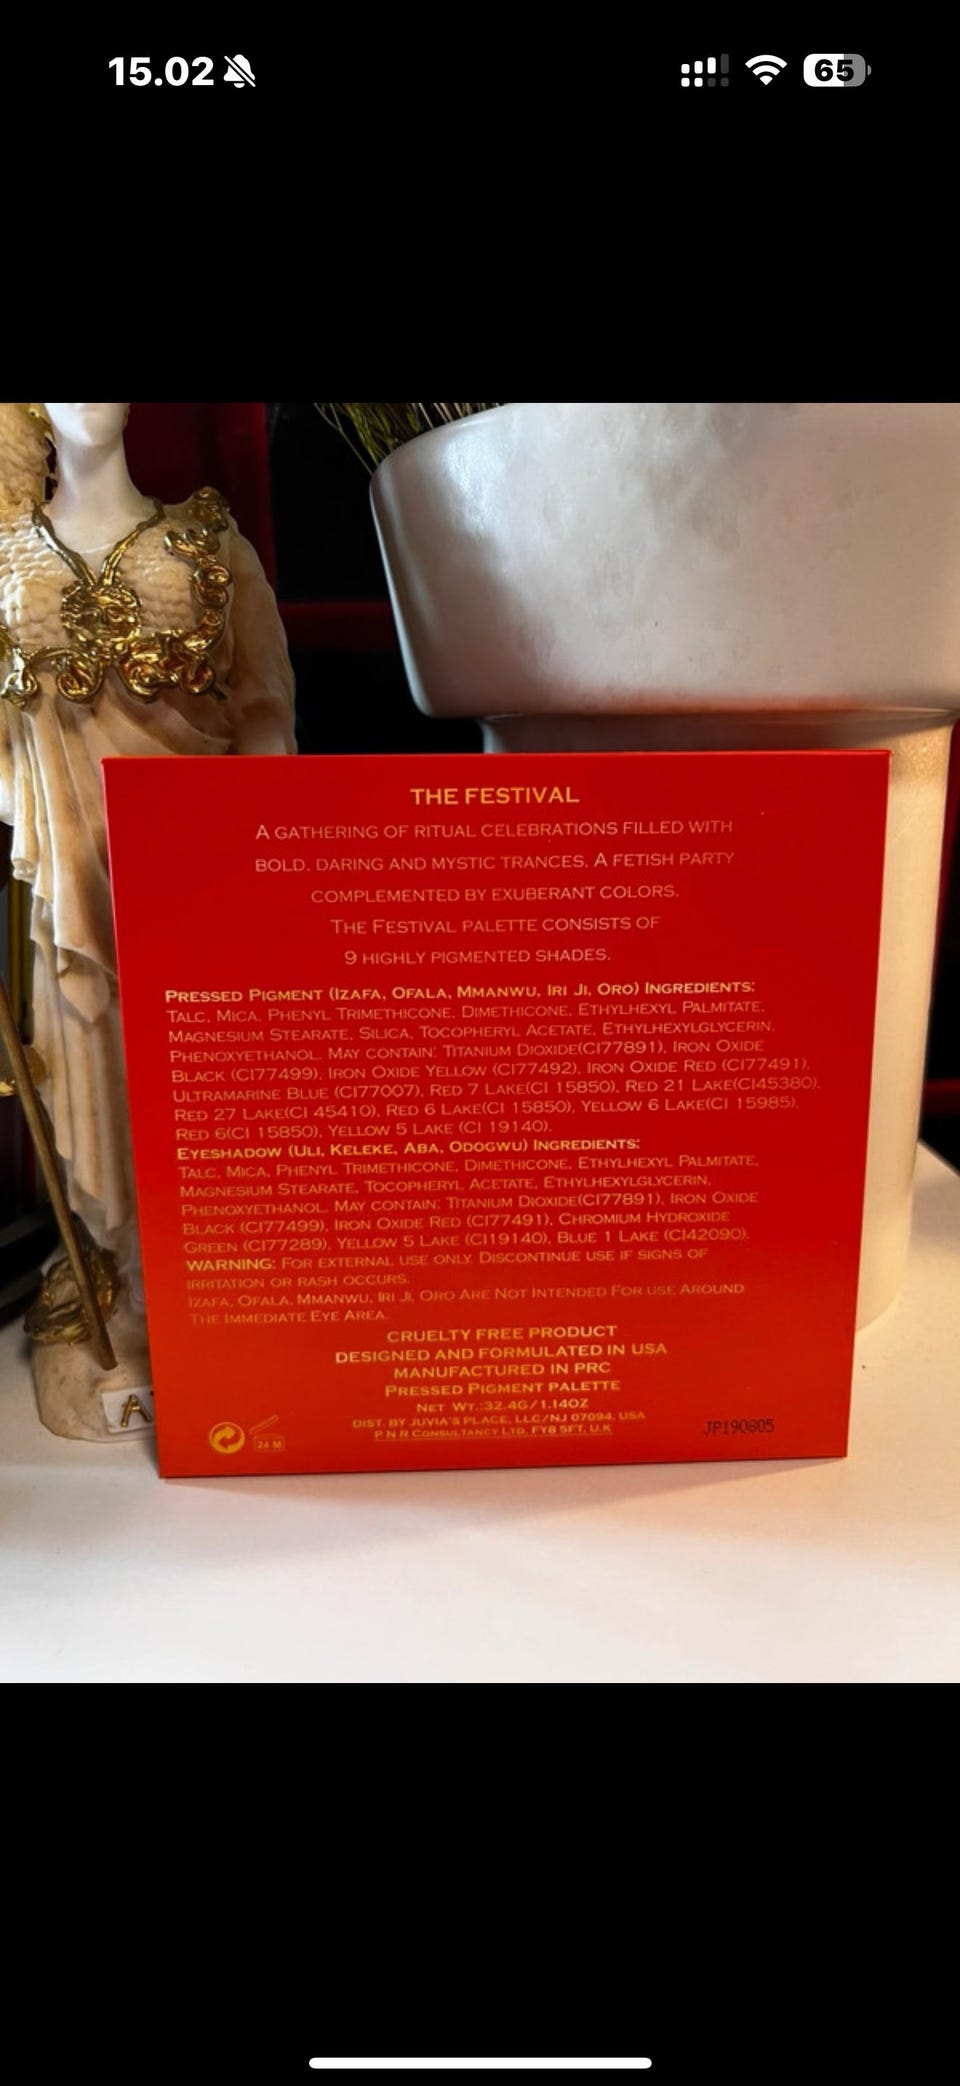 15.02
65
THE FESTIVAL
A GATHERING OF RITUAL CELEBRATIONS FILLED WITH
BOLD, DARING AND MYSTIC TRANCES. A FETISH PARTY
COMPLEMENTED BY EXUBERANT COLORS.
THE FESTIVAL PALETTE CONSISTS OF
9 HIGHLY PIGMENTED SHADES.
PRESSED PIGMENT (IZAFA, OFALA, MMANWU, IRI JI, ORO) INGREDIENTS:
TALC, MICA, PHENYL TRIMETHICONE, DIMETHICONE, ETHYLHEXYL PALMITATE,
MAGNESIUM STEARATE, SILICA, TOCOPHERYL ACETATE, ETHYLHEXYLGLYCERIN,
PHENOXYETHANOL. MAY CONTAIN: TITANIUM DIOXIDE(CI77891), IRON OXIDE
BLACK (CI77499), IRON OXIDE YELLOW (CI77492), IRON OXIDE RED (CI77491),
ULTRAMARINE BLUE (CI77007), RED 7 LAKE(CI 15850), RED 21 LAKE(CI45380),
RED 27 LAKE(CI 45410), RED 6 LAKE(CI 15850), YELLOW 6 LAKE(CI 15985),
RED 6(CI 15850), YELLOW 5 LAKE (CI 19140).
EYESHADOW (ULI, KELEKE, ABA, ODOGWU) INGREDIENTS:
TALC, MICA, PHENYL TRIMETHICONE, DIMETHICONE, ETHYLHEXYL PALMITATE,
MAGNESIUM STEARATE, TOCOPHERYL ACETATE, ETHYLHEXYLGLYCERIN,
PHENOXYETHANOL. MAY CONTAIN: TITANIUM DIOXIDE(CI77891), IRON OXIDE
BLACK (CI77499), IRON OXIDE RED (CI77491), CHROMIUM HYDROXIDE
GREEN (CI77289), YELLOW 5 LAKE (CI19140), BLUE 1 LAKE (CI42090).
WARNING: FOR EXTERNAL USE ONLY. DISCONTINUE USE IF SIGNS OF
IRRITATION OR RASH OCCURS.
IZAFA, OFALA, MMANWU, IRI JI, ORO ARE NOT INTENDED FOR USE AROUND
THE IMMEDIATE EYE AREA.
CRUELTY FREE PRODUCT
DESIGNED AND FORMULATED IN USA
MANUFACTURED IN PRC
PRESSED PIGMENT PALETTE
NET WT.:32.4G/1.14OZ
DIST. BY JUVIA'S PLACE, LLC/NJ 07094, USA
P N R CONSULTANCY LTD, FY8 5FT, U.K
24 M
JP190805
A